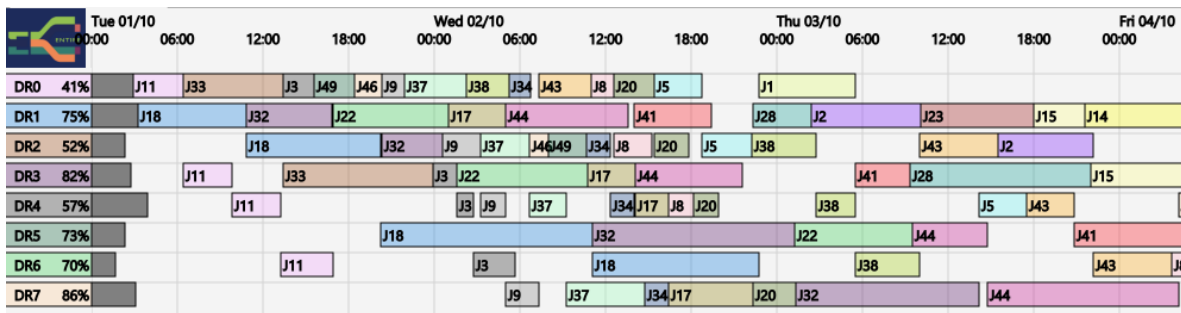 Tue 01/10 Wed 02/10 Thu 03/10 Fri 04/10
ENTIF
00:00 06:00 12:00 18:00 00:00 06:00 12:00 18:00 00:00 06:00 12:00 18:00 00:00
DR0 41% J11 J33 J3 J49 J46 J9 J37 J38 J34 J43 J8 J20 J5 J1
DR1 75% J18 J32 J22 J17 J44 J41 J28 J2 J23 J15 J14
DR2 52% J18 J32 J9 J37 J46 J49 J34 J8 J20 J5 J38 J43 J2
DR3 82% J11 J33 J3 J22 J17 J44 J41 J28 J15
DR4 57% J11 J3 J9 J37 J34 J17 J8 J20 J38 J5 J43
DR5 73% J18 J32 J22 J44 J41
DR6 70% J11 J3 J18 J38 J43
DR7 86% J9 J37 J34 J17 J20 J32 J44